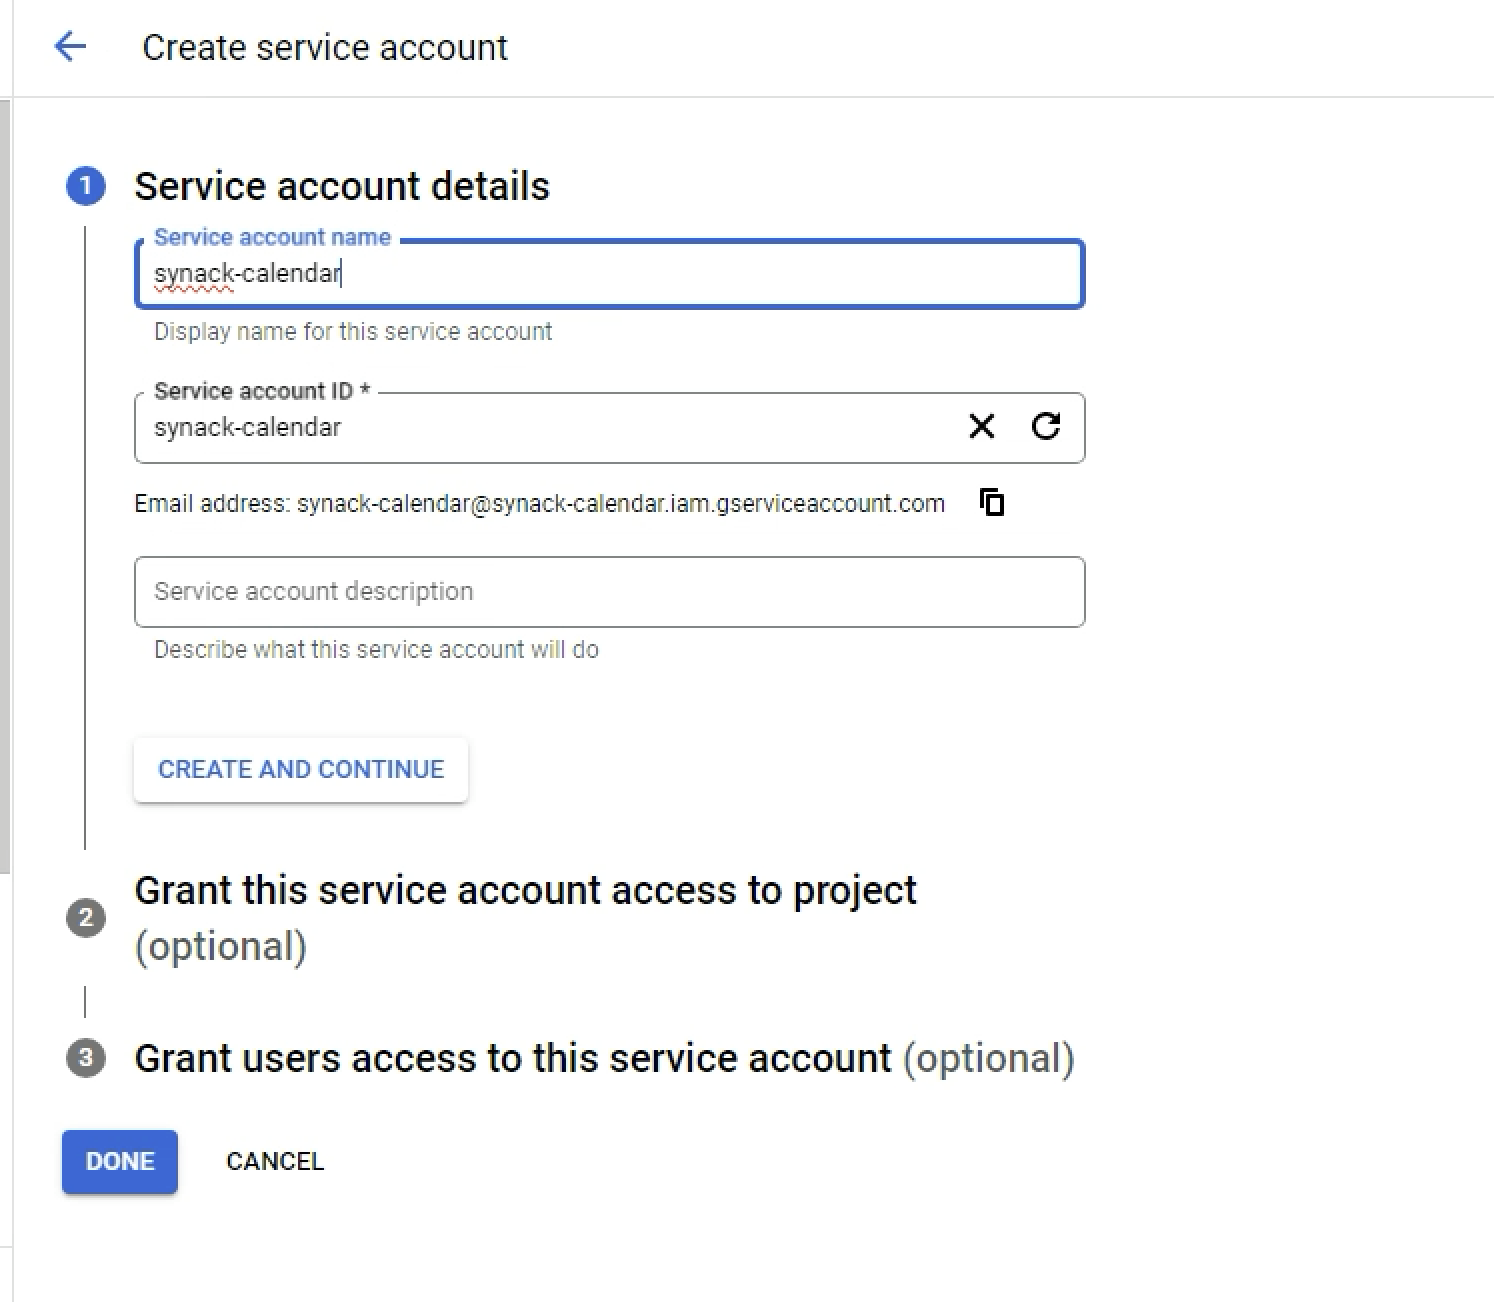 Create service account
1 Service account details
Service account name
synack-calendar
Display name for this service account
Service account ID *
synack-calendar
Email address: synack-calendar@synack-calendar.iam.gserviceaccount.com
Service account description
Describe what this service account will do
CREATE AND CONTINUE
2 Grant this service account access to project
(optional)
3 Grant users access to this service account (optional)
DONE CANCEL